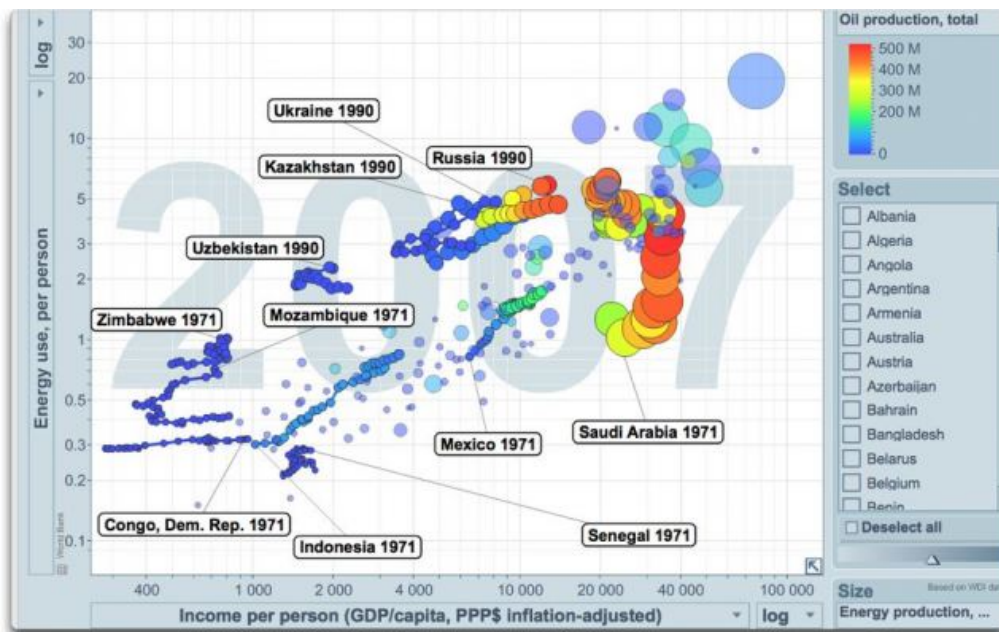 Oil production, total
500 M
400 M
300 M
200 M
0
log
Energy use, per person
30
20
10
5
3
2
1
0.5
0.3
0.2
0.1
2007
Ukraine 1990
Kazakhstan 1990
Russia 1990
Uzbekistan 1990
Mozambique 1971
Zimbabwe 1971
Mexico 1971
Saudi Arabia 1971
Congo, Dem. Rep. 1971
Indonesia 1971
Senegal 1971
World Bank
400
1 000
2 000
4 000
10 000
20 000
40 000
100 000
Income per person (GDP/capita, PPP$ inflation-adjusted)
log
Select
Albania
Algeria
Angola
Argentina
Armenia
Australia
Austria
Azerbaijan
Bahrain
Bangladesh
Belarus
Belgium
Benin
Deselect all
Size
Based on WDI
Energy production, ...